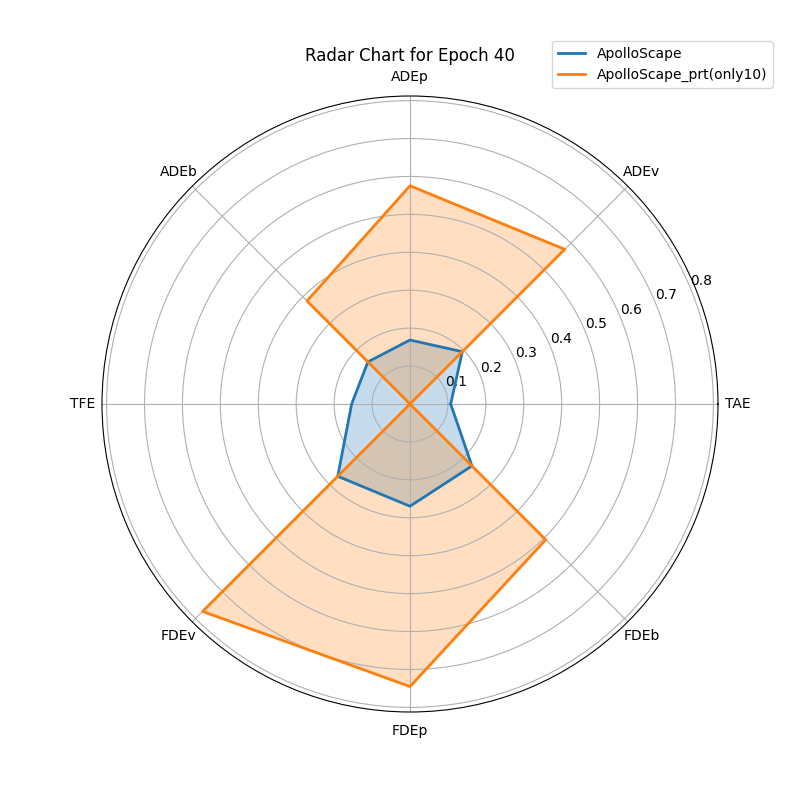 Radar Chart for Epoch 40
ApolloScape
ApolloScape_prt(only10)
ADEp
ADEb
ADEv
0.8
0.7
0.6
0.5
0.4
0.3
0.2
0.1
TFE
TAE
FDEv
FDEb
FDEp